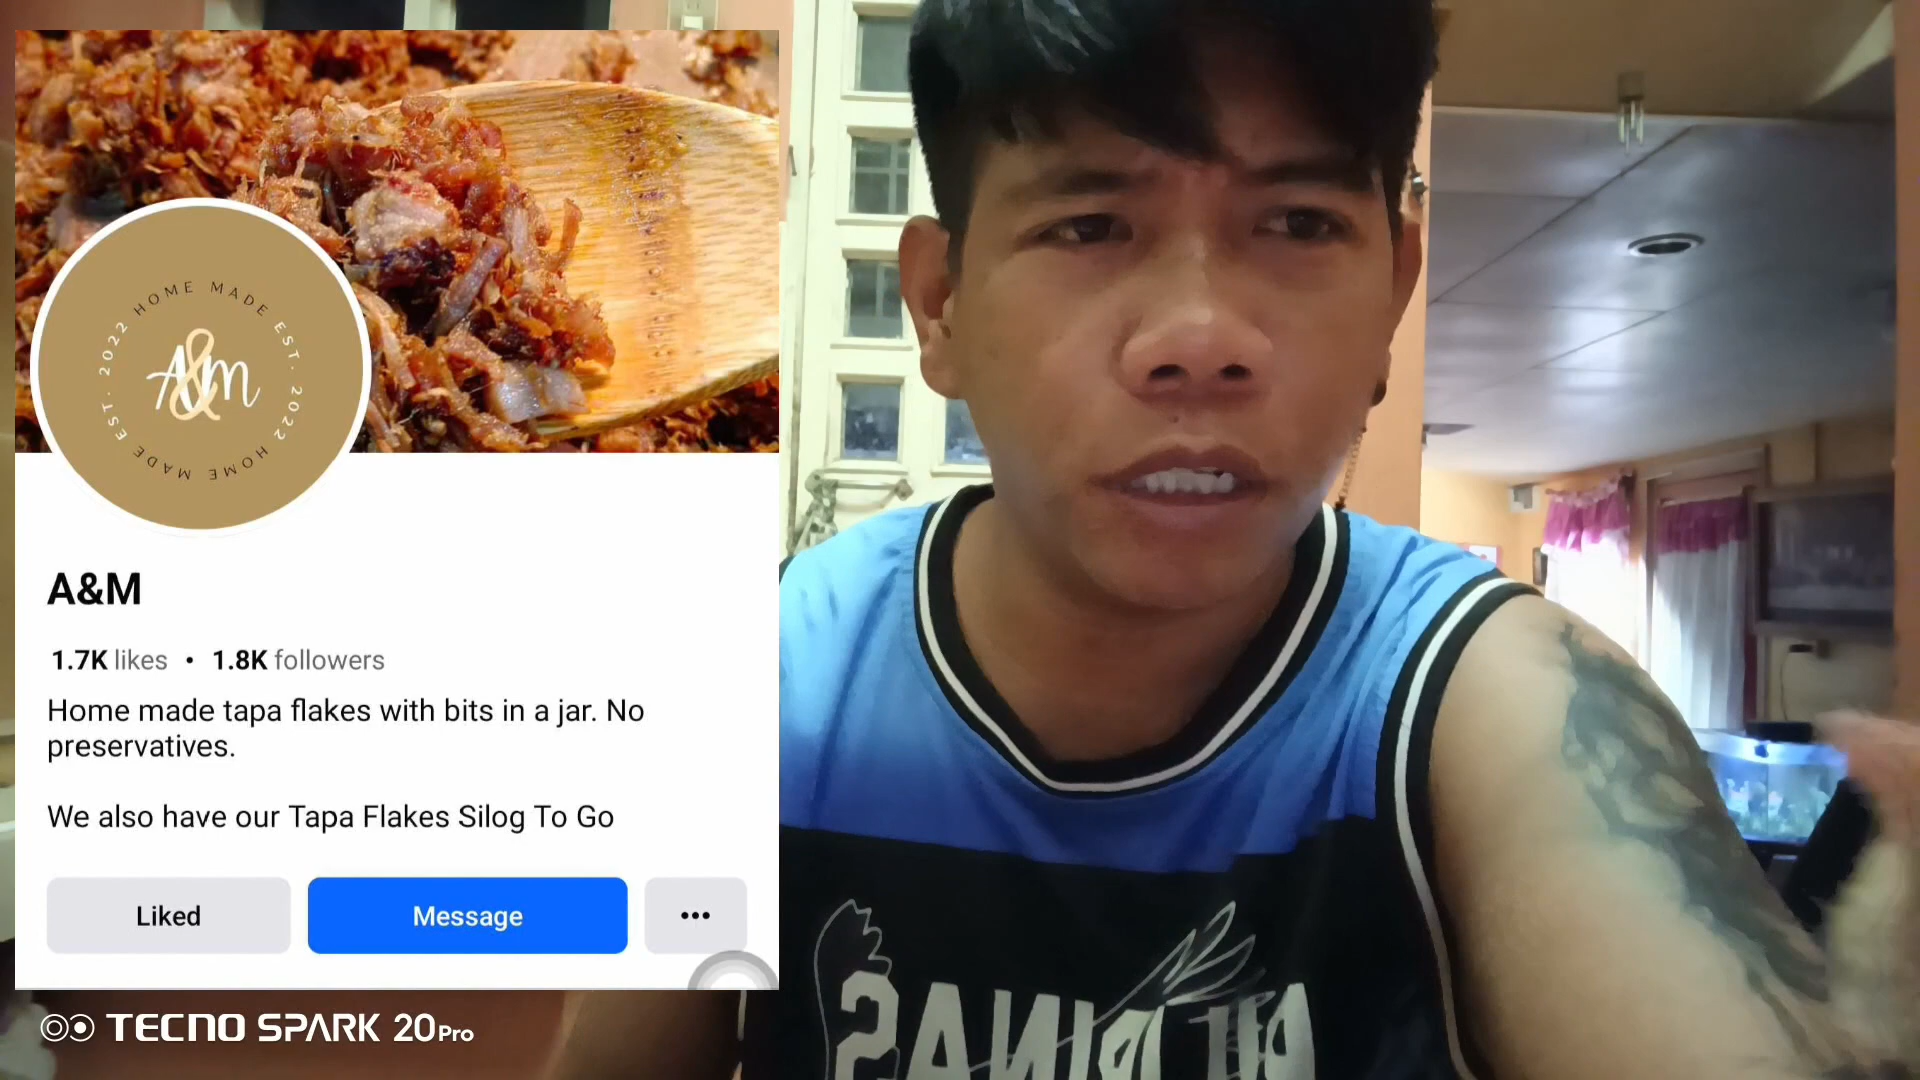 HOME MADE EST. 2022 HOME MADE EST. 2022
A&M
A&M
1.7K likes • 1.8K followers
Home made tapa flakes with bits in a jar. No
preservatives.
We also have our Tapa Flakes Silog To Go
Liked
Message
PILIPINAS
TECNO SPARK 20Pro